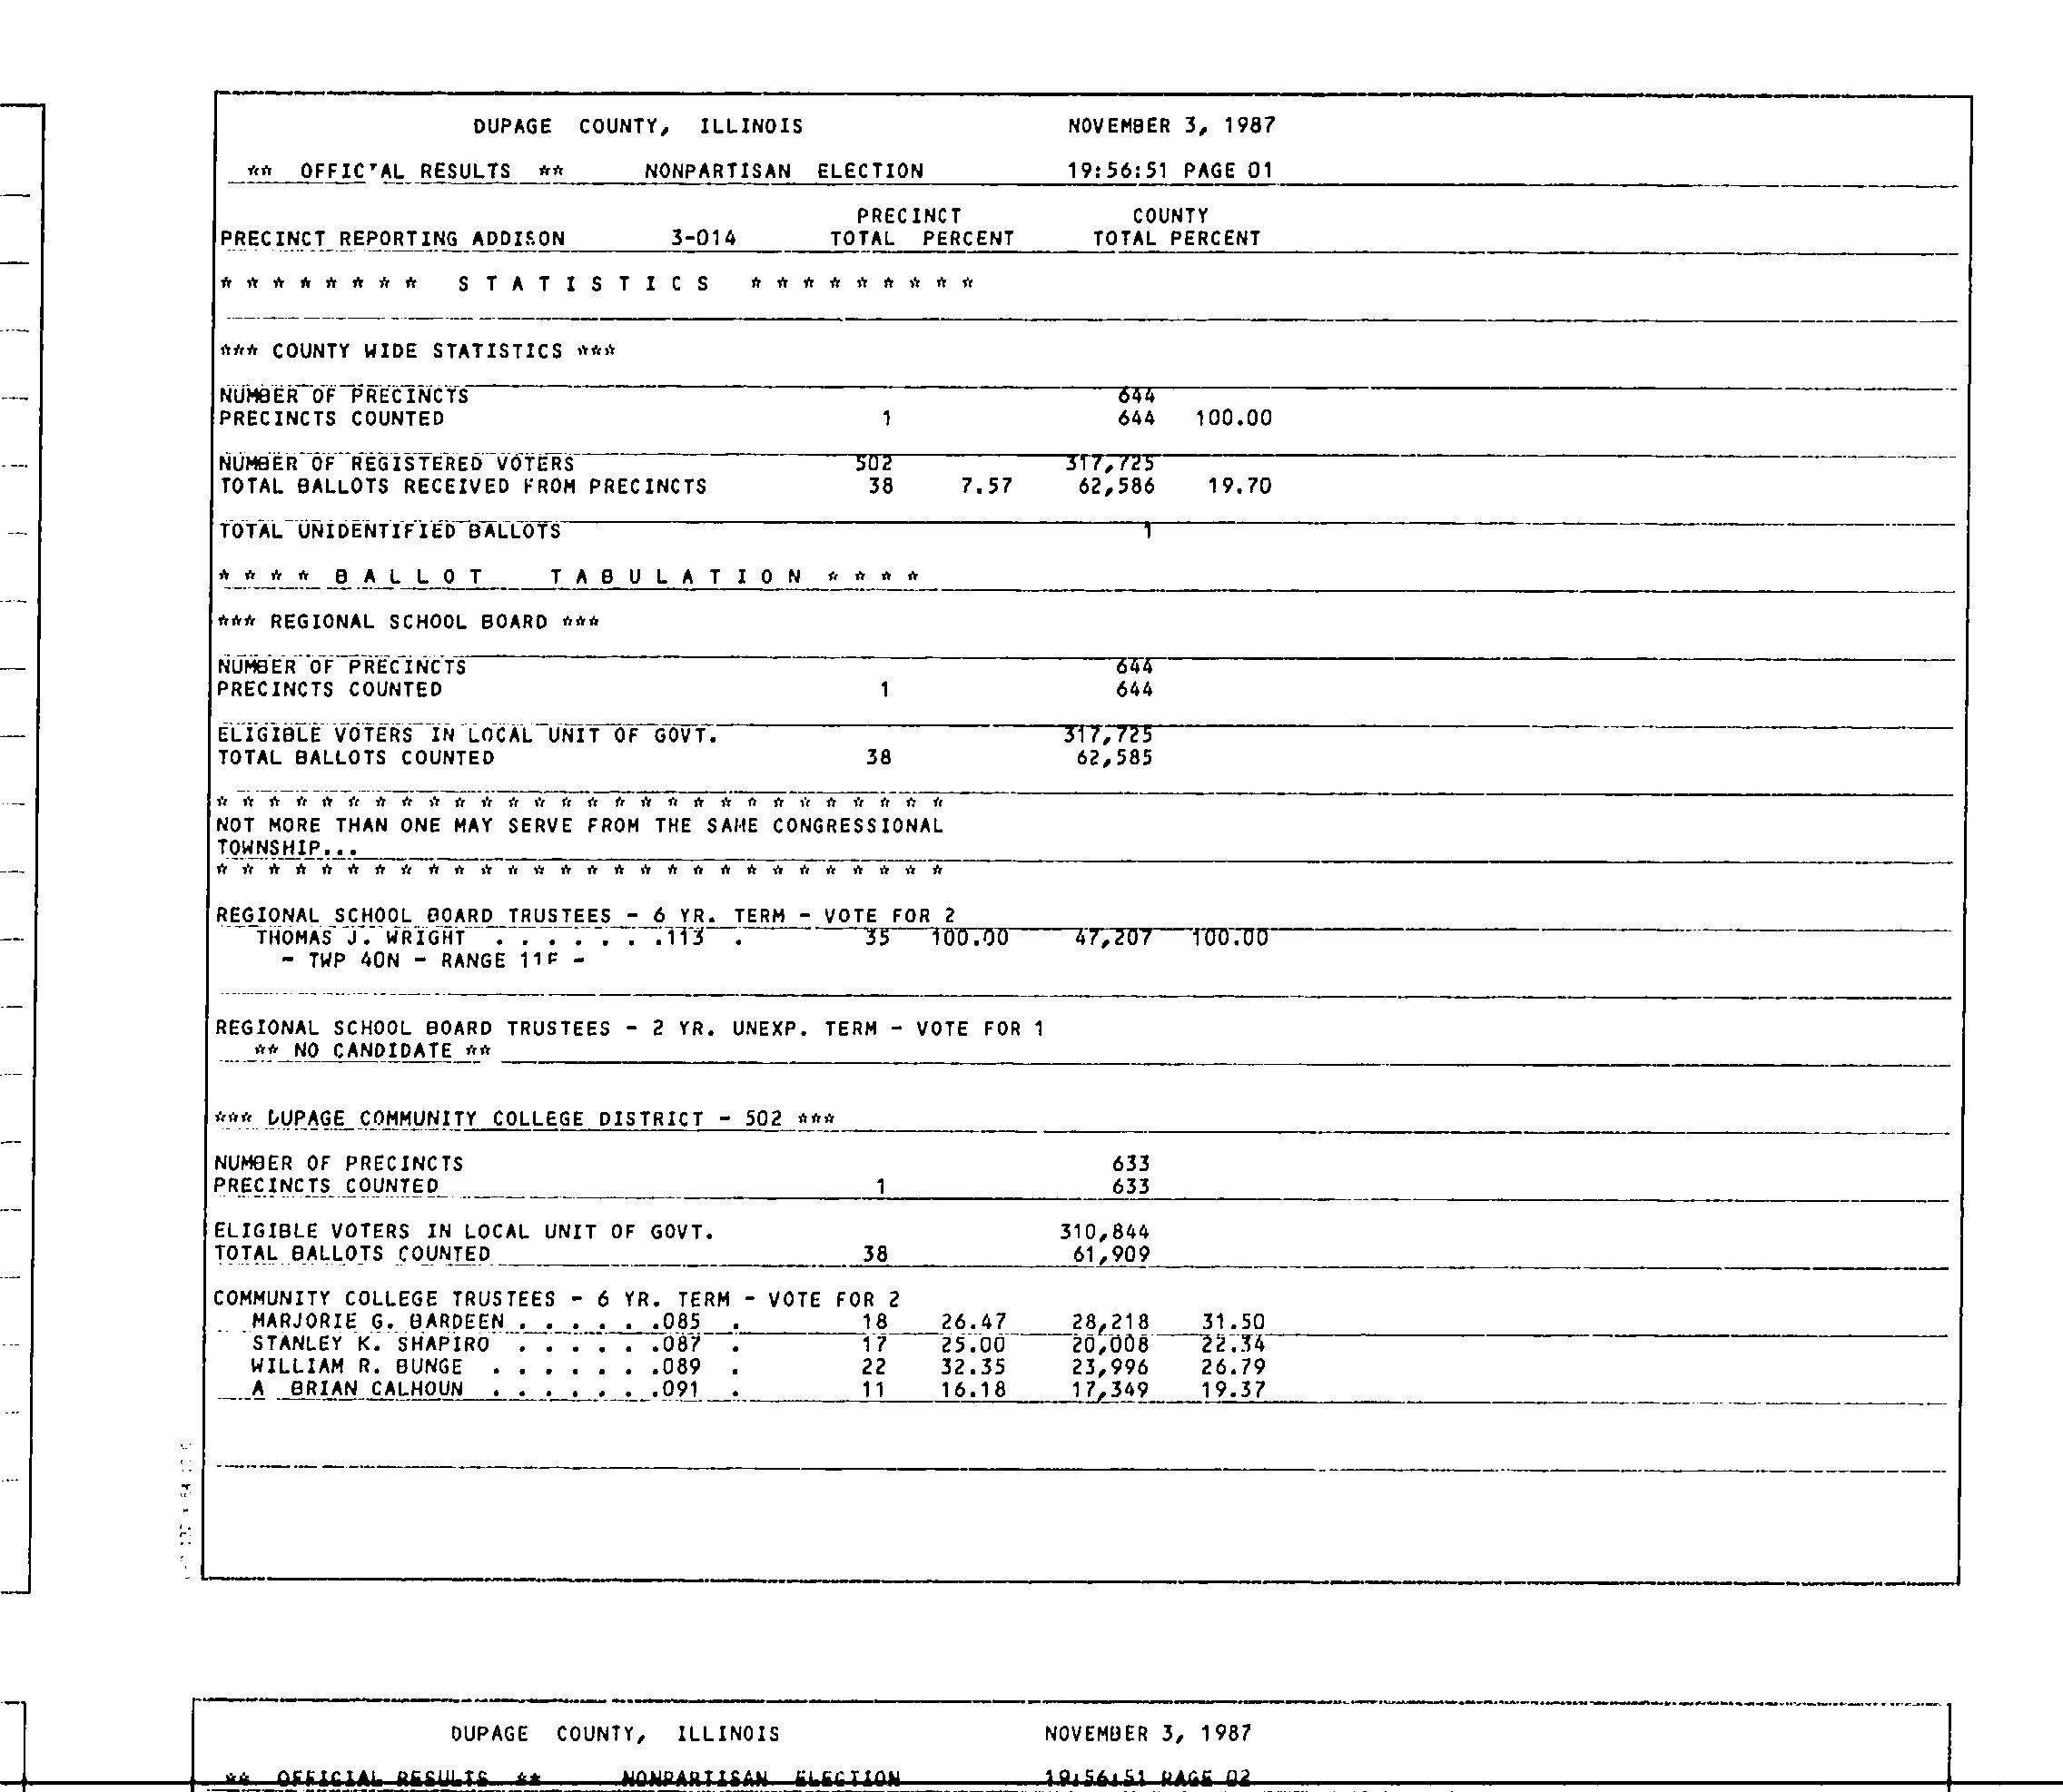 DUPAGE COUNTY, ILLINOIS NOVEMBER 3, 1987
** OFFICIAL RESULTS ** NONPARTISAN ELECTION 19:56:51 PAGE 01
PRECINCT COUNTY
PRECINCT REPORTING ADDISON 3-014 TOTAL PERCENT TOTAL PERCENT
* * * * * * * * S T A T I S T I C S * * * * * * * * *
*** COUNTY WIDE STATISTICS ***
NUMBER OF PRECINCTS 644
PRECINCTS COUNTED 1 644 100.00
NUMBER OF REGISTERED VOTERS 502 317,725
TOTAL BALLOTS RECEIVED FROM PRECINCTS 38 7.57 62,586 19.70
TOTAL UNIDENTIFIED BALLOTS 1
* * * * B A L L O T T A B U L A T I O N * * * *
*** REGIONAL SCHOOL BOARD ***
NUMBER OF PRECINCTS 644
PRECINCTS COUNTED 1 644
ELIGIBLE VOTERS IN LOCAL UNIT OF GOVT. 317,725
TOTAL BALLOTS COUNTED 38 62,585
* * * * * * * * * * * * * * * * * * * * * * * * * * * *
NOT MORE THAN ONE MAY SERVE FROM THE SAME CONGRESSIONAL
TOWNSHIP...
* * * * * * * * * * * * * * * * * * * * * * * * * * * *
REGIONAL SCHOOL BOARD TRUSTEES - 6 YR. TERM - VOTE FOR 2
THOMAS J. WRIGHT . . . . . . .113 . 35 100.00 47,207 100.00
- TWP 40N - RANGE 11E -
REGIONAL SCHOOL BOARD TRUSTEES - 2 YR. UNEXP. TERM - VOTE FOR 1
** NO CANDIDATE **
*** DUPAGE COMMUNITY COLLEGE DISTRICT - 502 ***
NUMBER OF PRECINCTS 633
PRECINCTS COUNTED 1 633
ELIGIBLE VOTERS IN LOCAL UNIT OF GOVT. 310,844
TOTAL BALLOTS COUNTED 38 61,909
COMMUNITY COLLEGE TRUSTEES - 6 YR. TERM - VOTE FOR 2
MARJORIE G. BARDEEN . . . . . .085 . 18 26.47 28,218 31.50
STANLEY K. SHAPIRO . . . . . .087 . 17 25.00 20,008 22.34
WILLIAM R. BUNGE . . . . . . .089 . 22 32.35 23,996 26.79
A BRIAN CALHOUN . . . . . . .091 . 11 16.18 17,349 19.37
DUPAGE COUNTY, ILLINOIS NOVEMBER 3, 1987
** OFFICIAL RESULTS ** NONPARTISAN ELECTION 19:56:51 PAGE 02